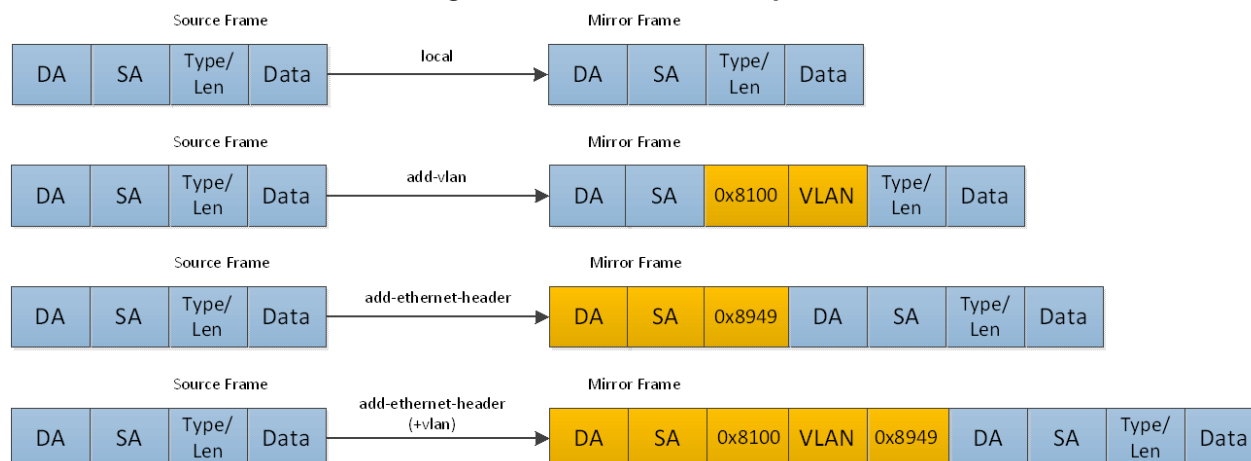 Source Frame Mirror Frame
DA SA Type/ Len Data local DA SA Type/ Len Data
Source Frame Mirror Frame
DA SA Type/ Len Data add-vlan DA SA 0x8100 VLAN Type/ Len Data
Source Frame Mirror Frame
DA SA Type/ Len Data add-ethernet-header DA SA 0x8949 DA SA Type/ Len Data
Source Frame Mirror Frame
DA SA Type/ Len Data add-ethernet-header (+vlan) DA SA 0x8100 VLAN 0x8949 DA SA Type/ Len Data